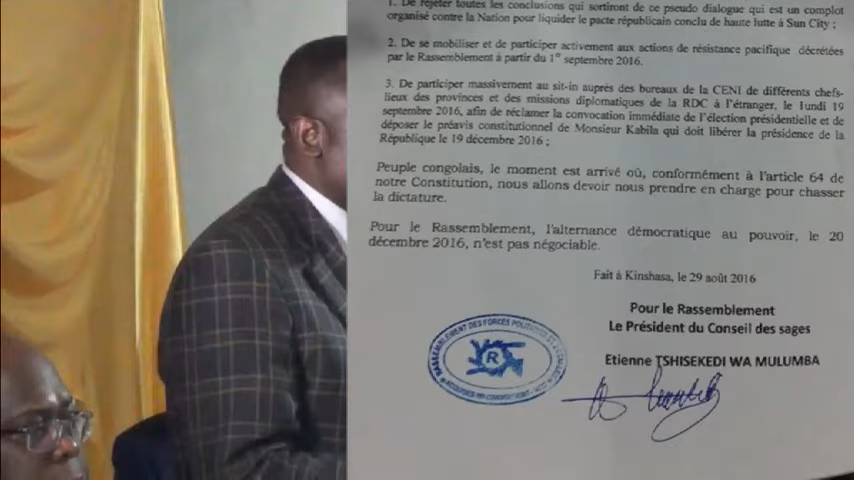 1. De rejeter toutes les conclusions qui sortiront de ce pseudo dialogue qui est un complot
organisé contre la Nation pour liquider le pacte républicain conclu de haute lutte à Sun City ;
2. De se mobiliser et de participer activement aux actions de résistance pacifique décrétées
par le Rassemblement à partir du 1er septembre 2016.
3. De participer massivement au sit-in auprès des bureaux de la CENI de différents chefs-
lieux des provinces et des missions diplomatiques de la RDC à l'étranger, le lundi 19
septembre 2016, afin de réclamer la convocation immédiate de l'élection présidentielle et de
déposer le préavis constitutionnel de Monsieur Kabila qui doit libérer la présidence de la
République le 19 décembre 2016 ;
Peuple congolais, le moment est arrivé où, conformément à l'article 64 de
notre Constitution, nous allons devoir nous prendre en charge pour chasser
la dictature.
Pour le Rassemblement, l'alternance démocratique au pouvoir, le 20
décembre 2016, n'est pas négociable.
Fait à Kinshasa, le 29 août 2016
Pour le Rassemblement
Le Président du Conseil des sages
Etienne TSHISEKEDI WA MULUMBA
RASSEMBLEMENT DES FORCES
R